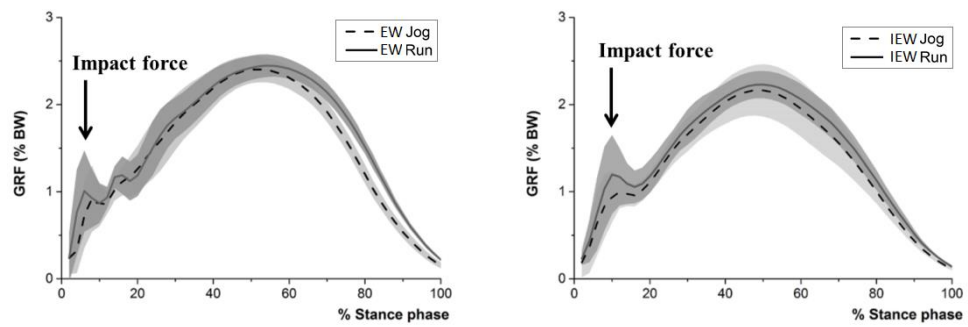 3
2
1
0
GRF (% BW)
Impact force
EW Jog
EW Run
0 20 40 60 80 100
% Stance phase
3
2
1
0
GRF (% BW)
Impact force
IEW Jog
IEW Run
0 20 40 60 80 100
% Stance phase